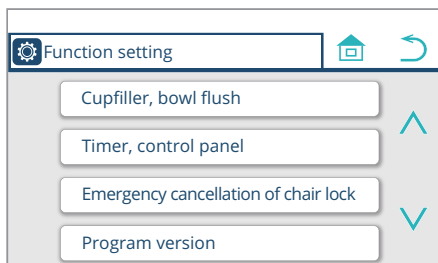 Function setting
Cupfiller, bowl flush
Timer, control panel
Emergency cancellation of chair lock
Program version